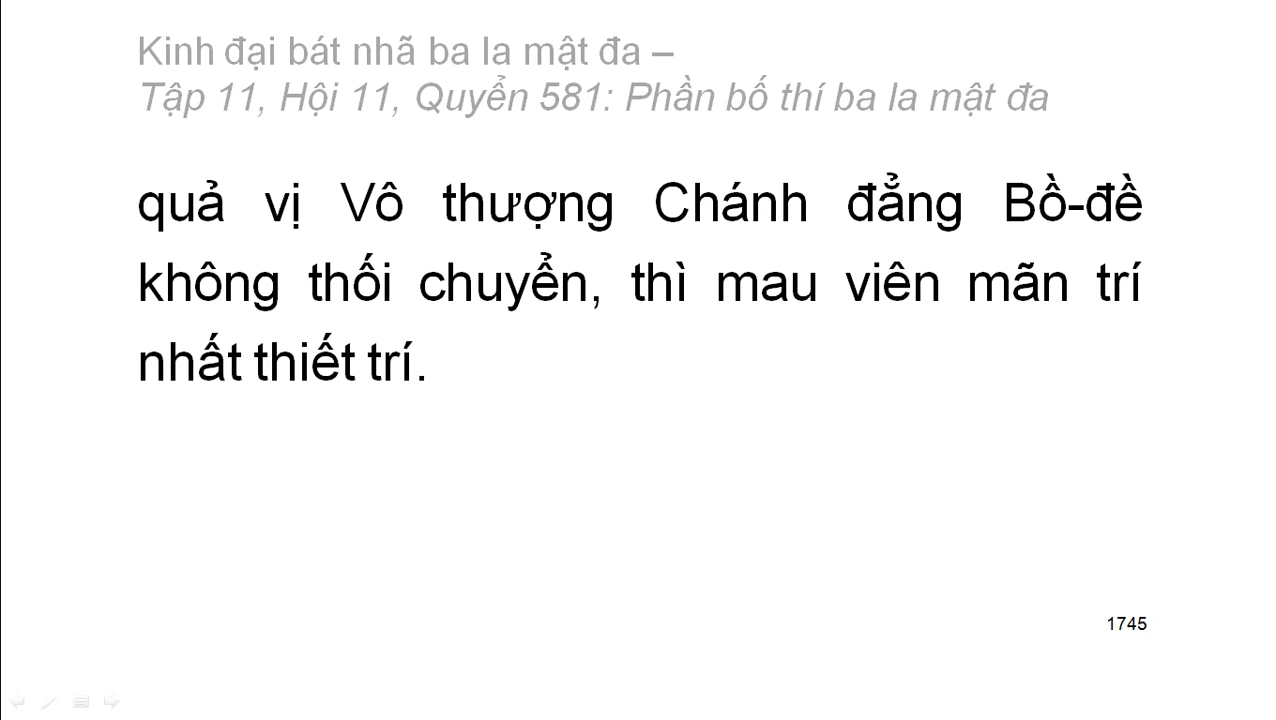 Kinh đại bát nhã ba la mật đa –
Tập 11, Hội 11, Quyển 581: Phần bố thí ba la mật đa
quả vị Vô thượng Chánh đẳng Bồ-đề
không thối chuyển, thì mau viên mãn trí
nhất thiết trí.
1745